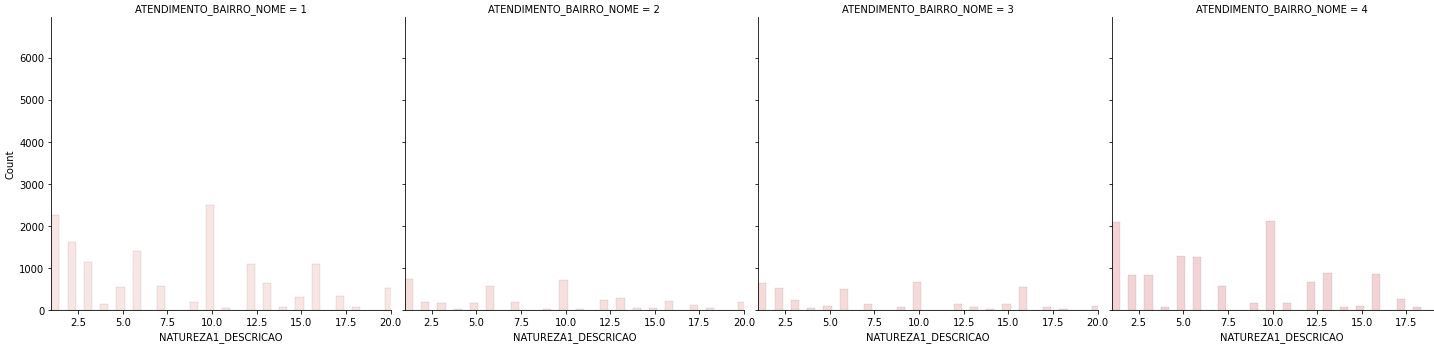 ATENDIMENTO_BAIRRO_NOME = 1
ATENDIMENTO_BAIRRO_NOME = 2
ATENDIMENTO_BAIRRO_NOME = 3
ATENDIMENTO_BAIRRO_NOME = 4
6000
5000
4000
3000
2000
1000
0
Count
2.5 5.0 7.5 10.0 12.5 15.0 17.5 20.0
NATUREZA1_DESCRICAO
2.5 5.0 7.5 10.0 12.5 15.0 17.5 20.0
NATUREZA1_DESCRICAO
2.5 5.0 7.5 10.0 12.5 15.0 17.5 20.0
NATUREZA1_DESCRICAO
2.5 5.0 7.5 10.0 12.5 15.0 17.5
NATUREZA1_DESCRICAO